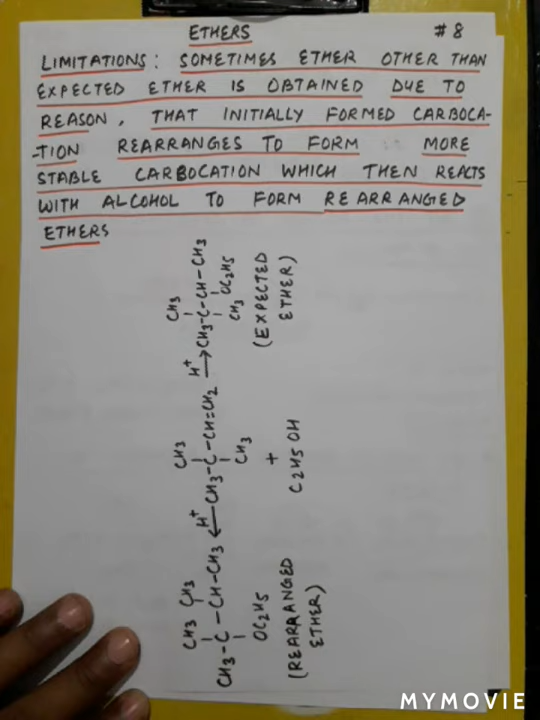 ETHERS #8
LIMITATIONS: SOMETIMES ETHER OTHER THAN
EXPECTED ETHER IS OBTAINED DUE TO
REASON, THAT INITIALLY FORMED CARBOCA-
-TION REARRANGES TO FORM MORE
STABLE CARBOCATION WHICH THEN REACTS
WITH ALCOHOL TO FORM REARRANGED
ETHERS
CH3 CH3 CH3 CH3
CH3-C-CH-CH3 ←H+ CH3-C-CH=CH2 H+→ CH3-C-CH-CH3
OC2H5 CH3 CH3 OC2H5
(REARRANGED + (EXPECTED
ETHER) C2H5OH ETHER)
MYMOVIE